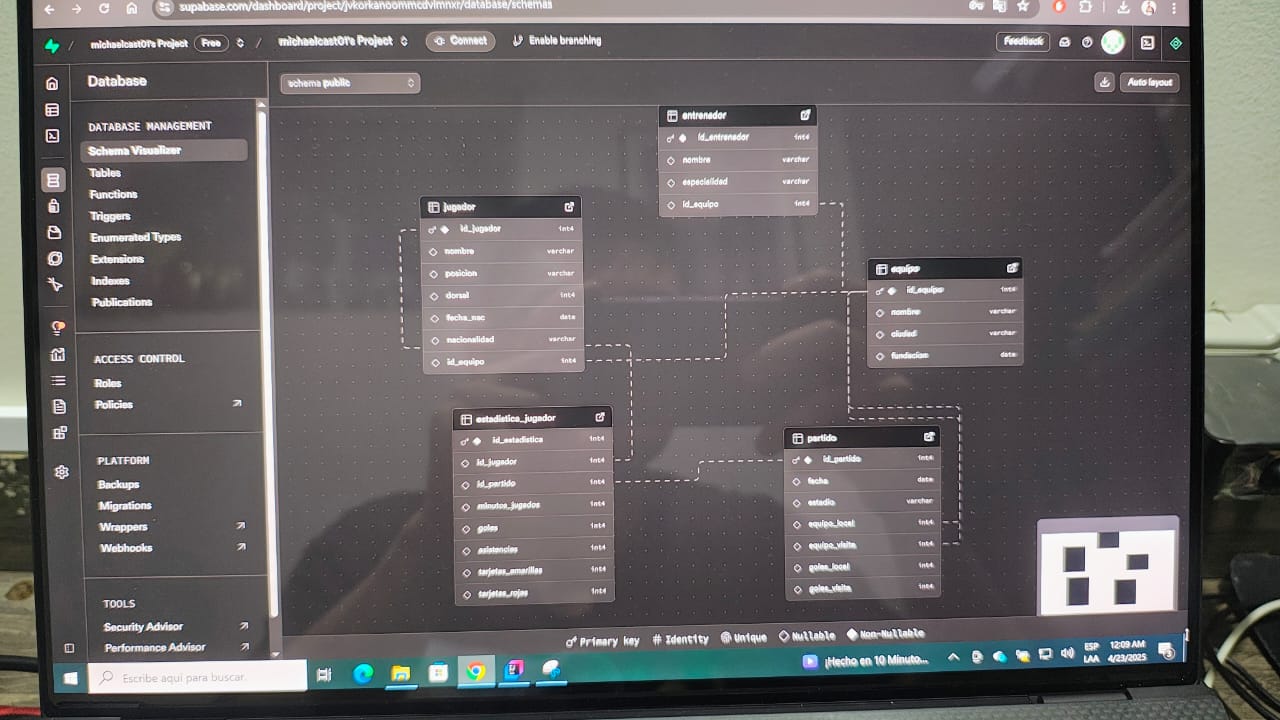 supabase.com/dashboard/project/jvkorkanoommcdvlmnxr/database/schemas
michaelcast01's Project Free / michaelcast01's Project Connect Enable branching Feedback
Database
schema public
Auto layout
DATABASE MANAGEMENT
Schema Visualizer
Tables
Functions
Triggers
Enumerated Types
Extensions
Indexes
Publications
ACCESS CONTROL
Roles
Policies
PLATFORM
Backups
Migrations
Wrappers
Webhooks
TOOLS
Security Advisor
Performance Advisor
entrenador
id_entrenador int4
nombre varchar
especialidad varchar
id_equipo int4
jugador
id_jugador int4
nombre varchar
posicion varchar
dorsal int4
fecha_nac date
nacionalidad varchar
id_equipo int4
equipo
id_equipo int4
nombre varchar
ciudad varchar
fundacion date
estadistica_jugador
id_estadistica int4
id_jugador int4
id_partido int4
minutos_jugados int4
goles int4
asistencias int4
tarjetas_amarillas int4
tarjetas_rojas int4
partido
id_partido int4
fecha date
estadio varchar
equipo_local int4
equipo_visita int4
goles_local int4
goles_visita int4
Primary key # Identity Unique Nullable Non-Nullable
Escribe aquí para buscar.
¡Hecho en 10 Minuto...
ESP
LAA
12:09 AM
4/23/2025